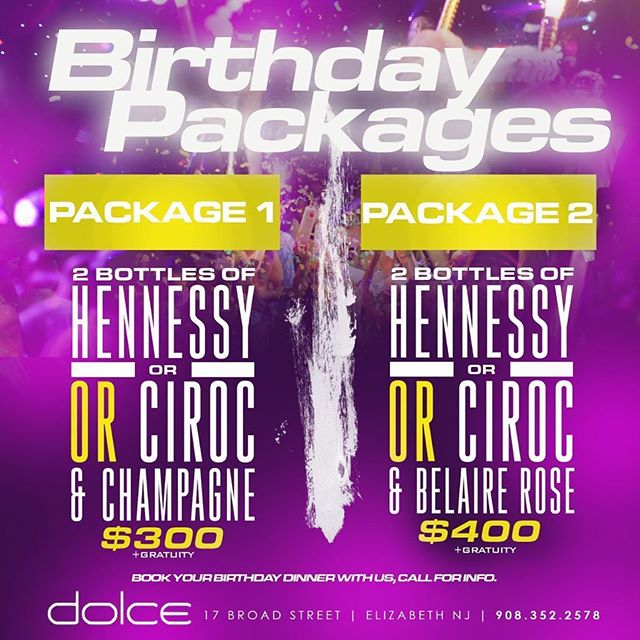 Birthday
Packages
PACKAGE 1
2 BOTTLES OF
HENNESSY
OR
OR CIROC
& CHAMPAGNE
$300
+GRATUITY
PACKAGE 2
2 BOTTLES OF
HENNESSY
OR
OR CIROC
& BELAIRE ROSE
$400
+GRATUITY
BOOK YOUR BIRTHDAY DINNER WITH US, CALL FOR INFO.
dolce 17 BROAD STREET | ELIZABETH NJ | 908.352.2578